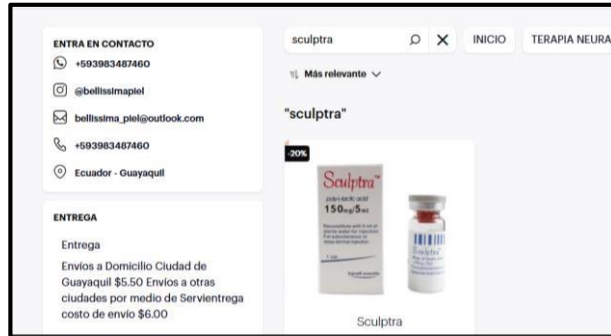 ENTRA EN CONTACTO
+593983487460
@bellissimapiel
bellissima_piel@outlook.com
+593983487460
Ecuador - Guayaquil
ENTREGA
Entrega
Envíos a Domicilio Ciudad de
Guayaquil $5.50 Envíos a otras
ciudades por medio de Servientrega
costo de envío $6.00
sculptra
INICIO
TERAPIA NEURA
Más relevante
"sculptra"
-20%
Sculptra™
150mg/5ml
Sculptra